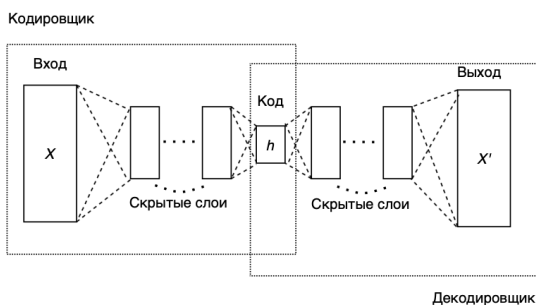 Кодировщик
Вход
Выход
Код
X
h
X'
Скрытые слои
Скрытые слои
Декодировщик